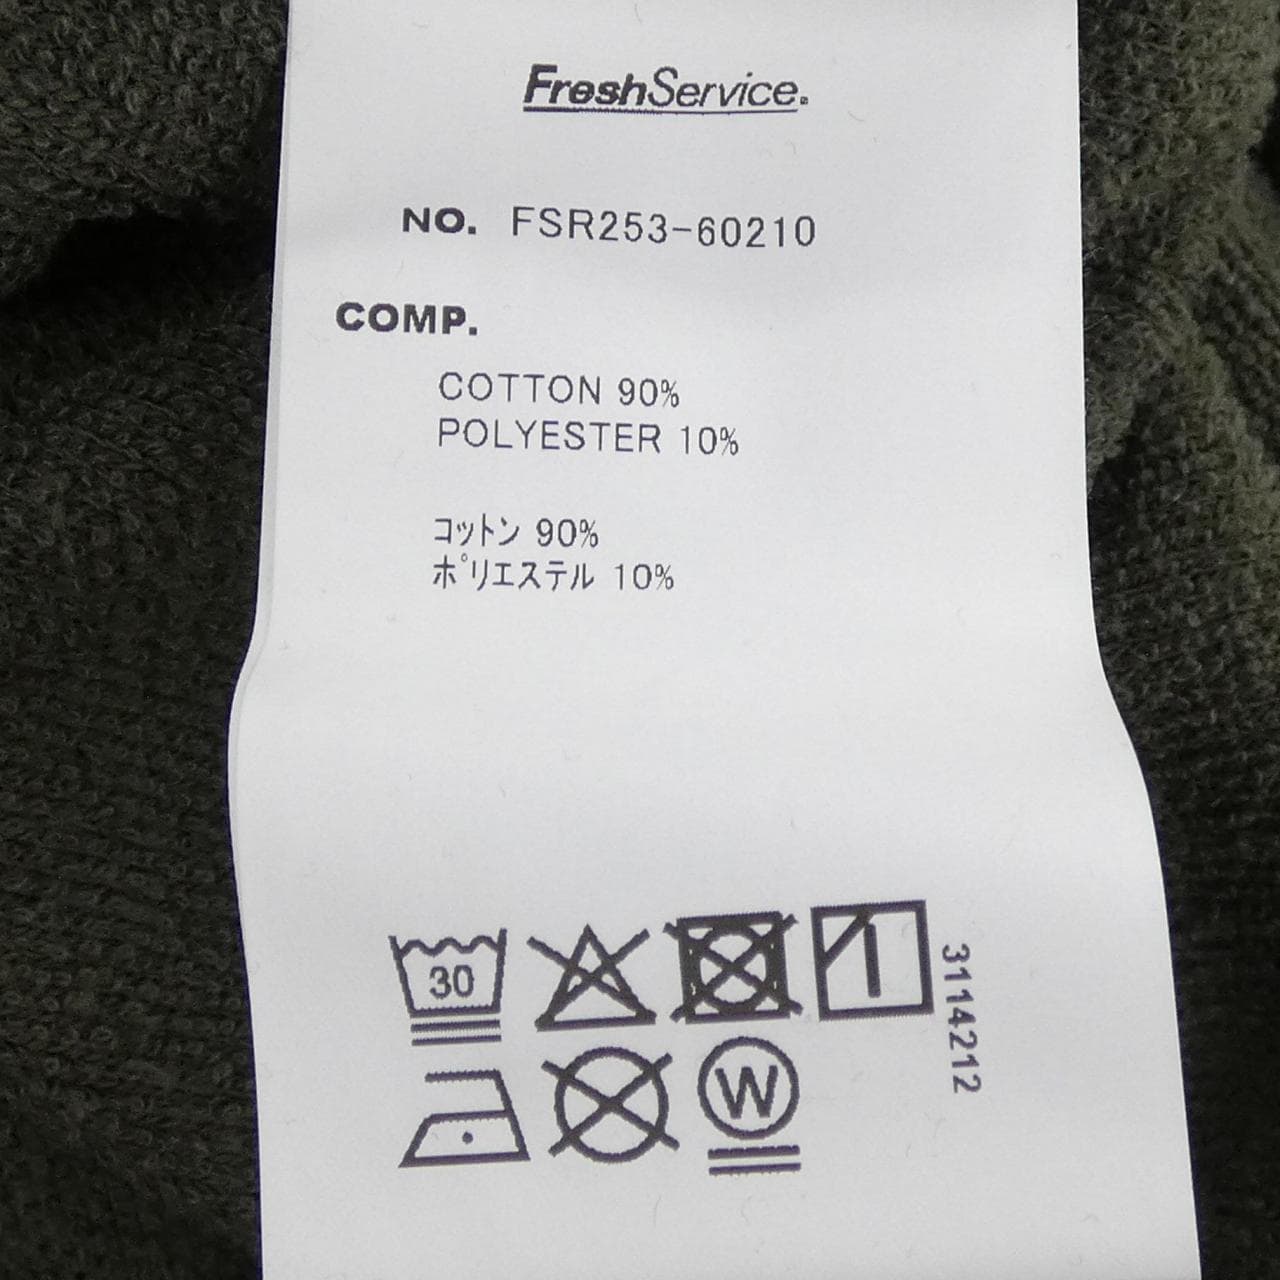 FreshService.
NO. FSR253-60210
COMP.
COTTON 90%
POLYESTER 10%
コットン 90%
ポリエステル 10%
30
3114212
W